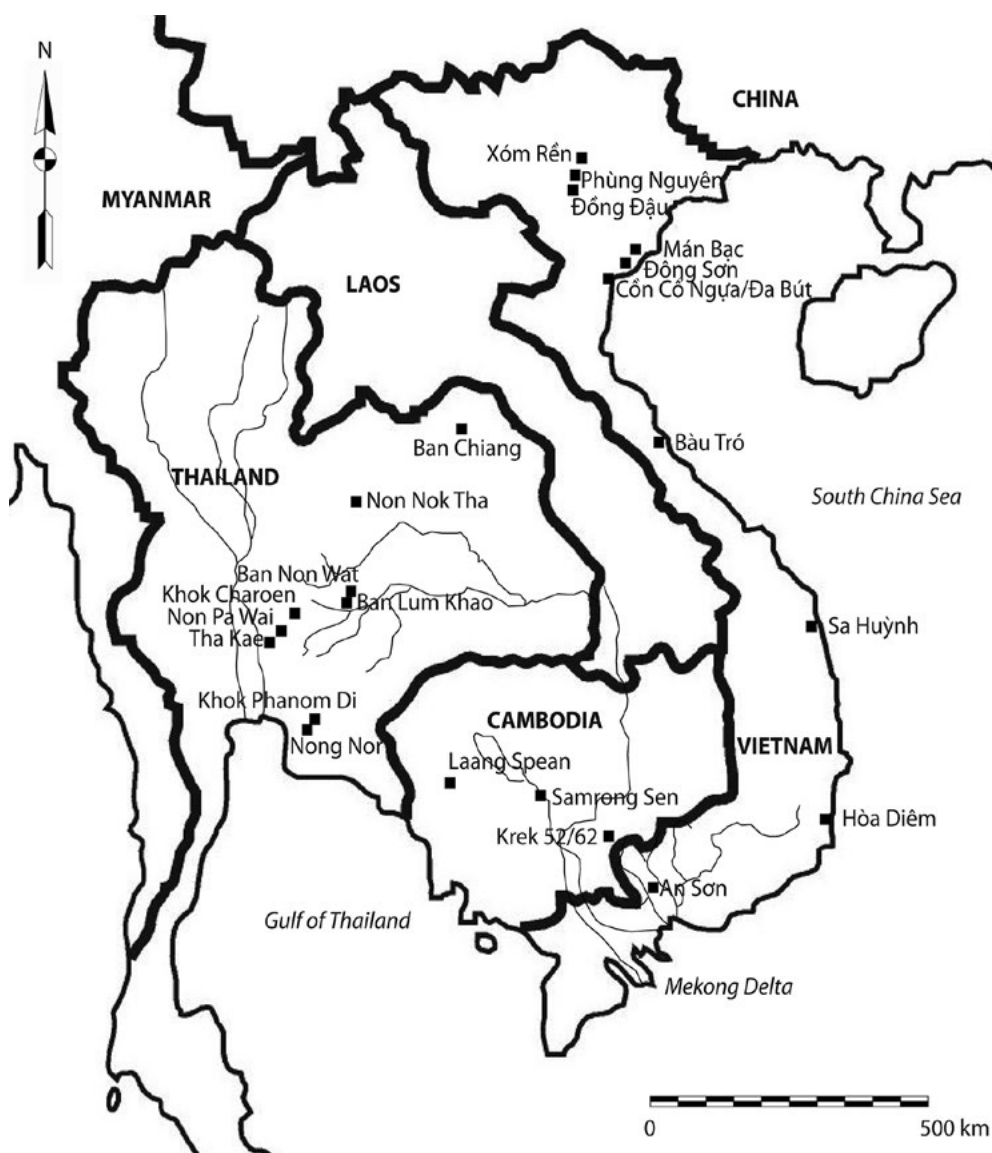 N
CHINA
Xóm Rền
Phùng Nguyên
Đồng Đậu
MYANMAR
Mán Bạc
Đông Sơn
LAOS
Cồn Cổ Ngựa/Đa Bút
Bàu Tró
Ban Chiang
THAILAND
South China Sea
Non Nok Tha
Ban Non Wat
Khok Charoen
Ban Lum Khao
Non Pa Wai
Sa Huỳnh
Tha Kae
Khok Phanom Di
CAMBODIA
Nong Nor
VIETNAM
Laang Spean
Samrong Sen
Hòa Diêm
Krek 52/62
An Sơn
Gulf of Thailand
Mekong Delta
0 500 km